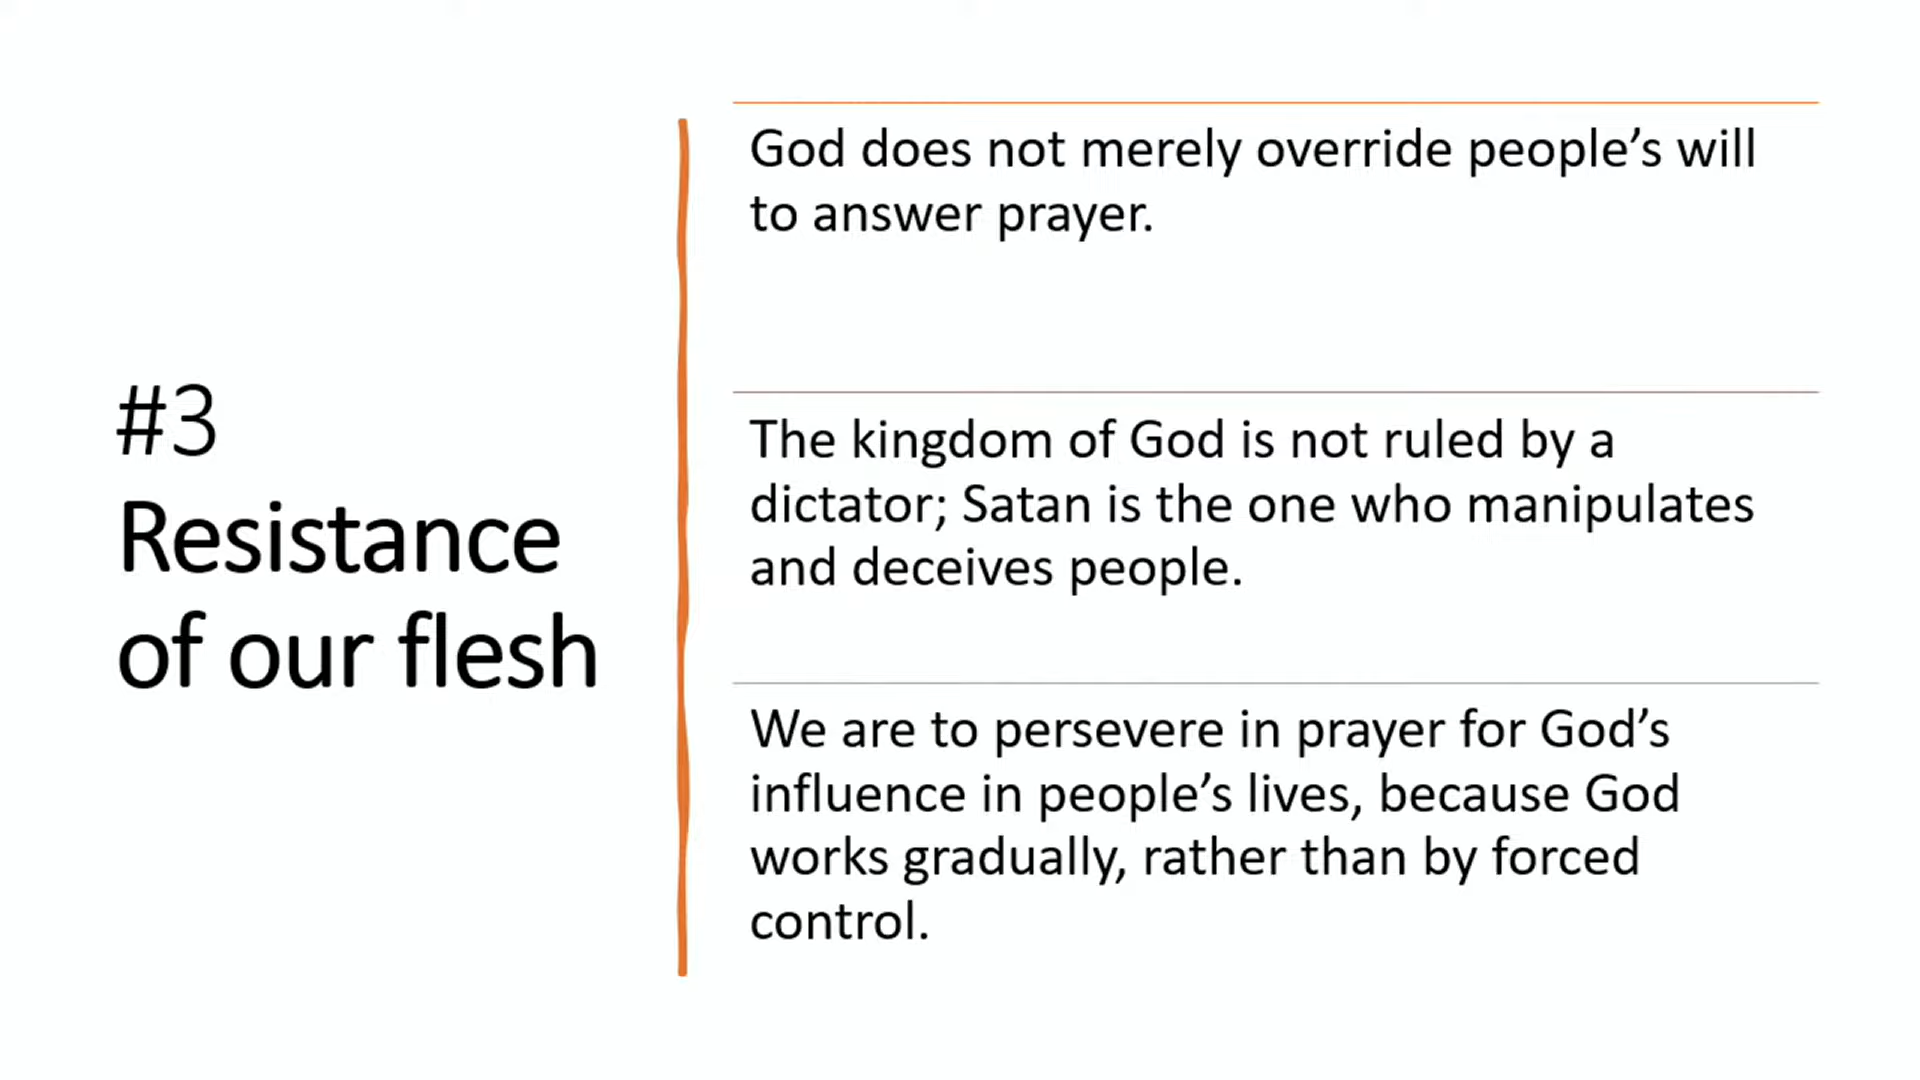 #3
Resistance
of our flesh
God does not merely override people’s will
to answer prayer.
The kingdom of God is not ruled by a
dictator; Satan is the one who manipulates
and deceives people.
We are to persevere in prayer for God’s
influence in people’s lives, because God
works gradually, rather than by forced
control.